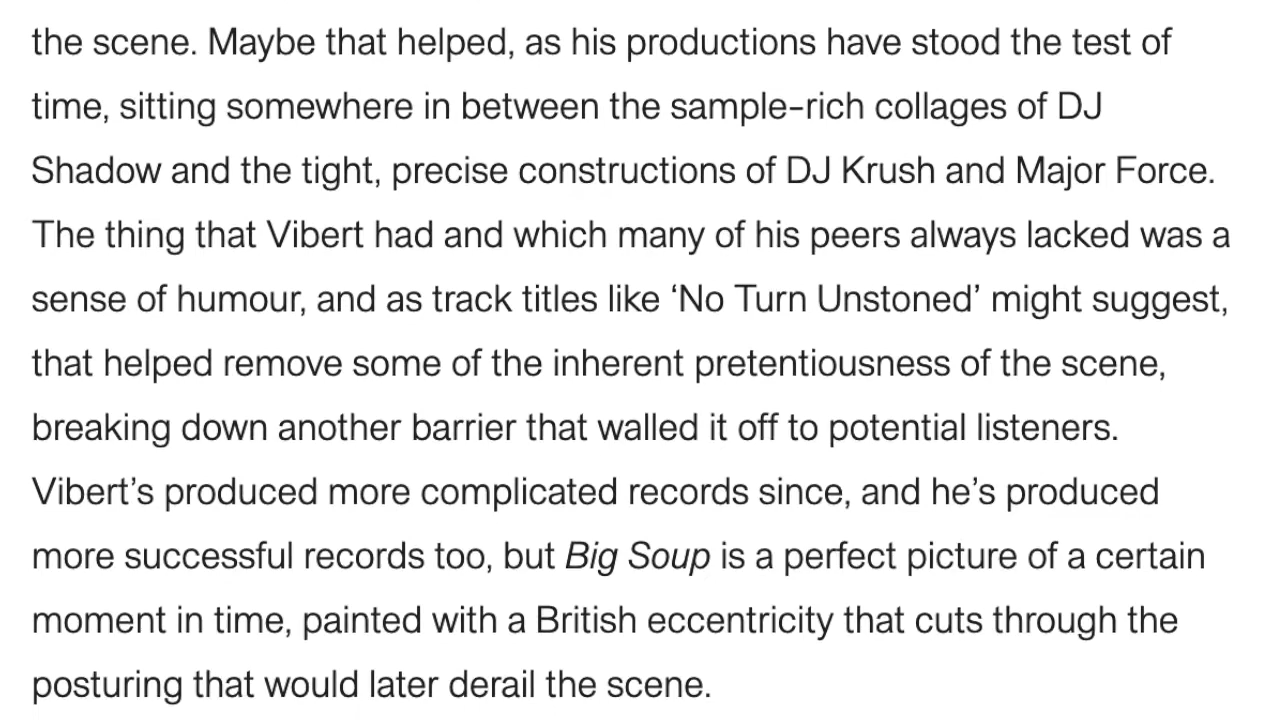 the scene. Maybe that helped, as his productions have stood the test of
time, sitting somewhere in between the sample-rich collages of DJ
Shadow and the tight, precise constructions of DJ Krush and Major Force.
The thing that Vibert had and which many of his peers always lacked was a
sense of humour, and as track titles like ‘No Turn Unstoned’ might suggest,
that helped remove some of the inherent pretentiousness of the scene,
breaking down another barrier that walled it off to potential listeners.
Vibert’s produced more complicated records since, and he’s produced
more successful records too, but Big Soup is a perfect picture of a certain
moment in time, painted with a British eccentricity that cuts through the
posturing that would later derail the scene.